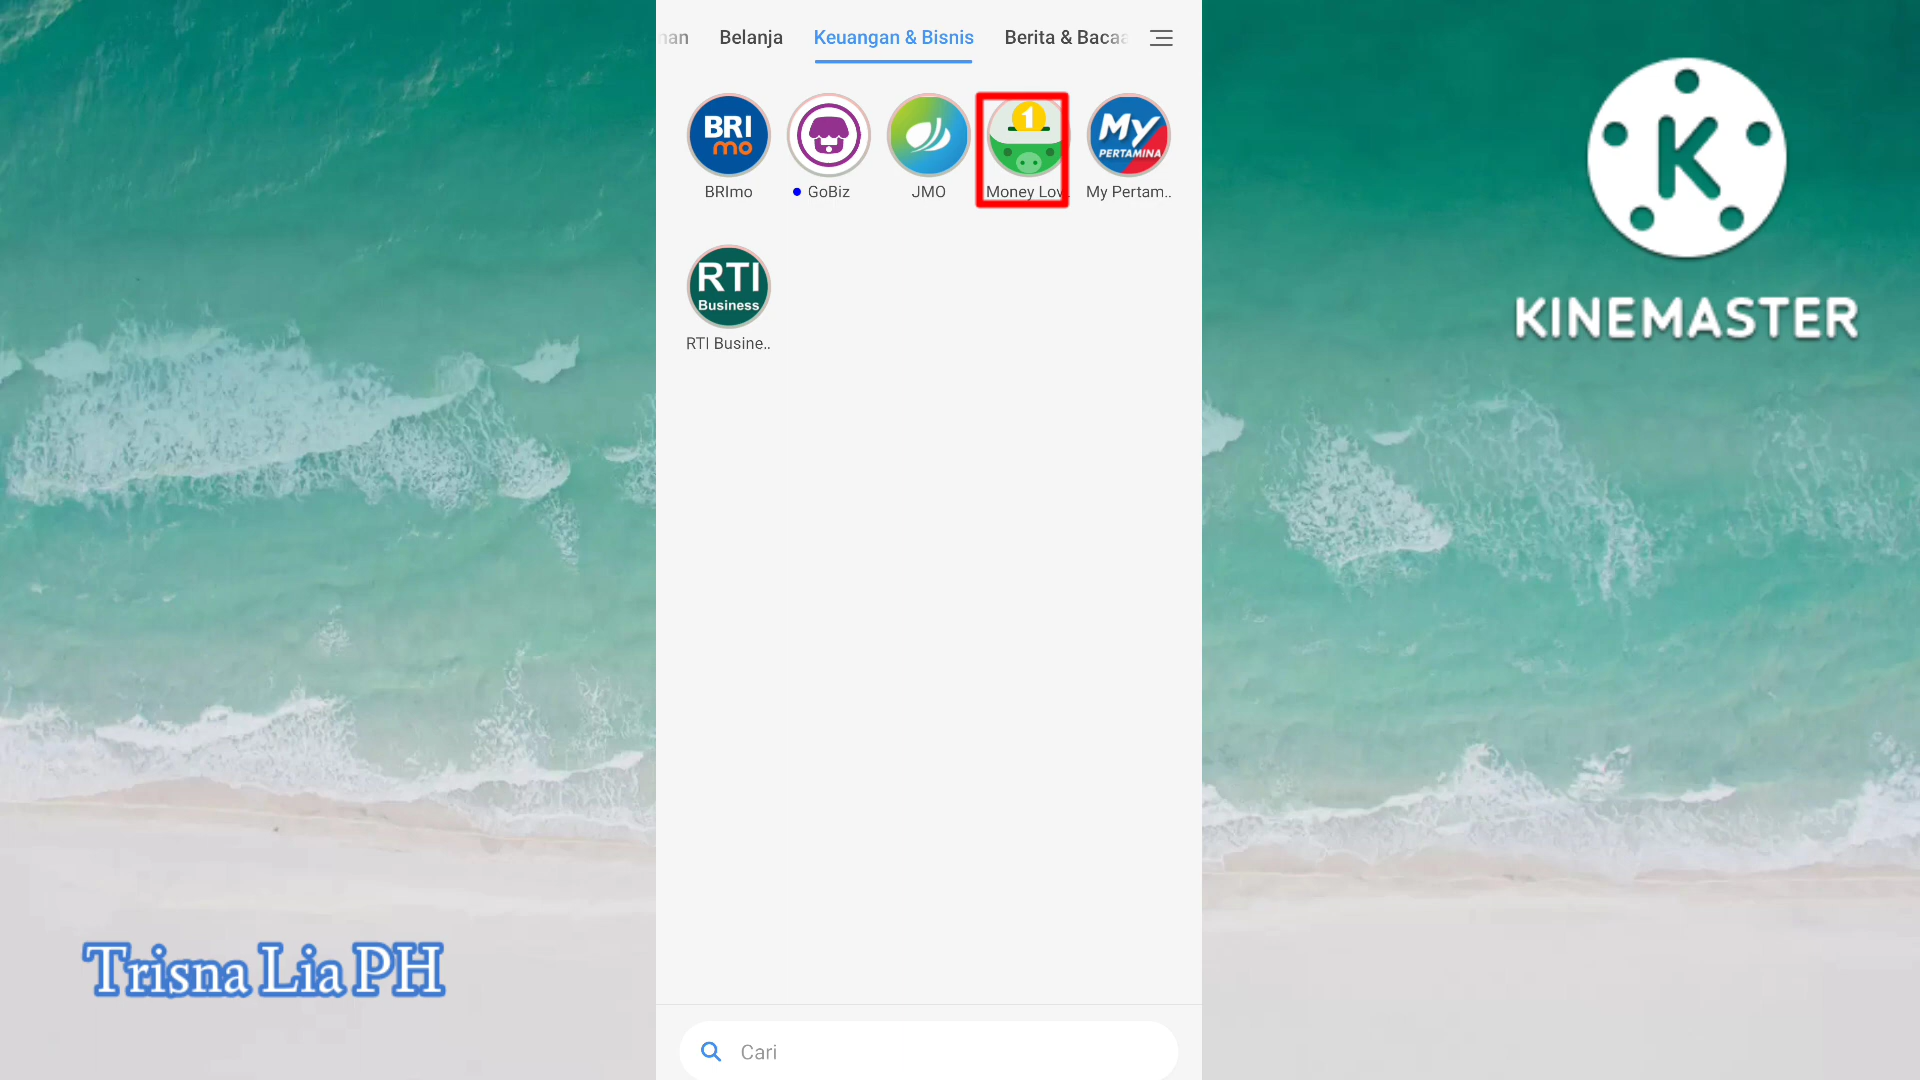 nan Belanja Keuangan & Bisnis Berita & Bacaa
BRI
mo
1
My
PERTAMINA
BRImo GoBiz JMO Money Lov.. My Pertam..
RTI
Business
RTI Busine..
K
KINEMASTER
Trisna Lia PH
Cari